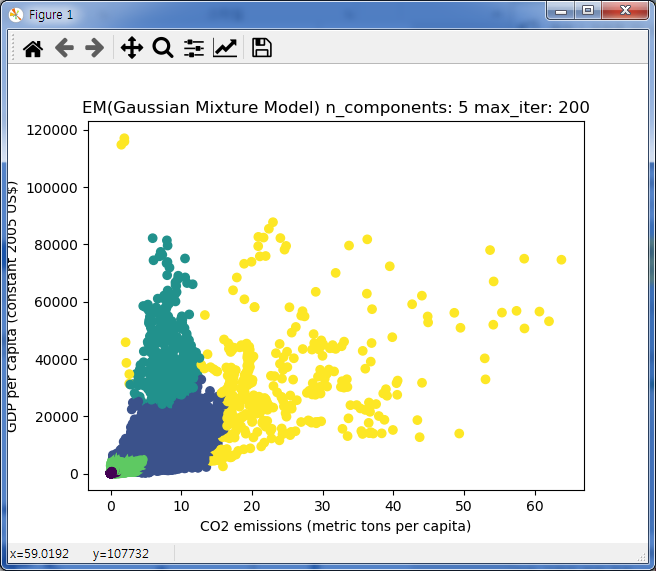 Figure 1
EM(Gaussian Mixture Model) n_components: 5 max_iter: 200
120000
100000
80000
60000
40000
20000
0
GDP per capita (constant 2005 US$)
0 10 20 30 40 50 60
CO2 emissions (metric tons per capita)
x=59.0192 y=107732